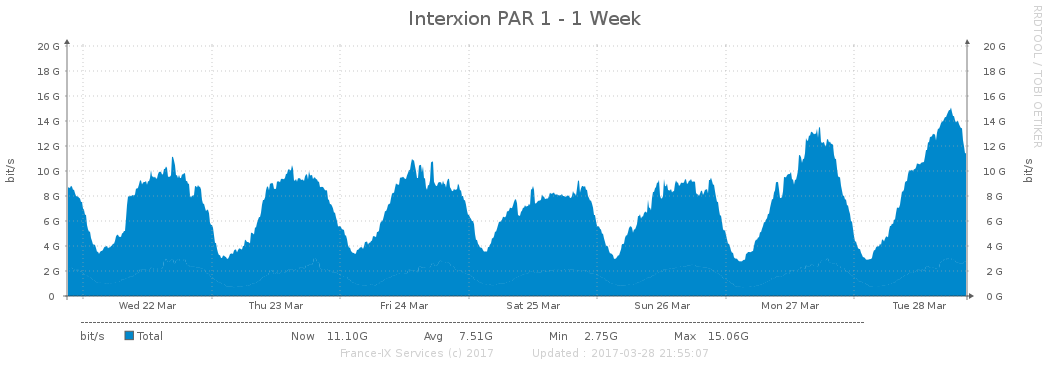 Interxion PAR 1 - 1 Week
RRDTOOL / TOBI OETIKER
20 G 20 G
18 G 18 G
16 G 16 G
14 G 14 G
12 G 12 G
10 G 10 G
8 G 8 G
6 G 6 G
4 G 4 G
2 G 2 G
0 0 G
bit/s bit/s
Wed 22 Mar Thu 23 Mar Fri 24 Mar Sat 25 Mar Sun 26 Mar Mon 27 Mar Tue 28 Mar
bit/s Total Now 11.10G Avg 7.51G Min 2.75G Max 15.06G
France-IX Services (c) 2017 Updated : 2017-03-28 21:55:07